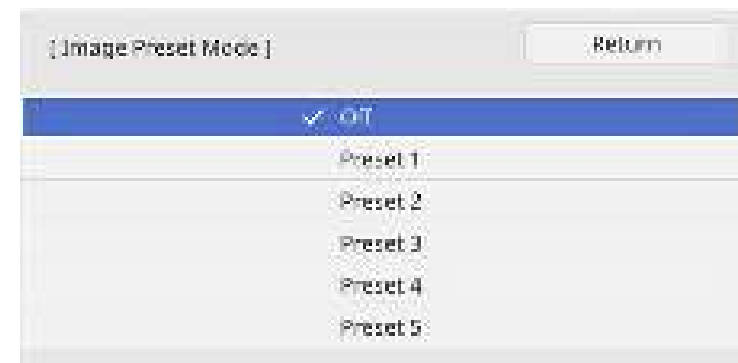 [Image Preset Mode]
Return
Off
Preset 1
Preset 2
Preset 3
Preset 4
Preset 5